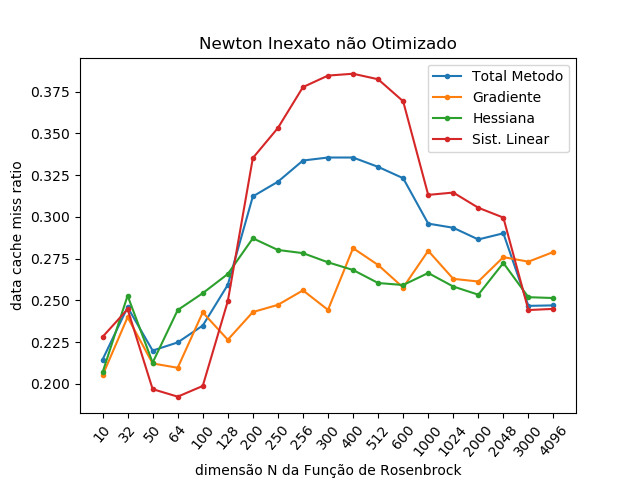 Newton Inexato não Otimizado
Total Metodo
Gradiente
Hessiana
Sist. Linear
data cache miss ratio
0.375
0.350
0.325
0.300
0.275
0.250
0.225
0.200
10 32 50 64 100 128 200 250 256 300 400 512 600 1000 1024 2000 2048 3000 4096
dimensão N da Função de Rosenbrock